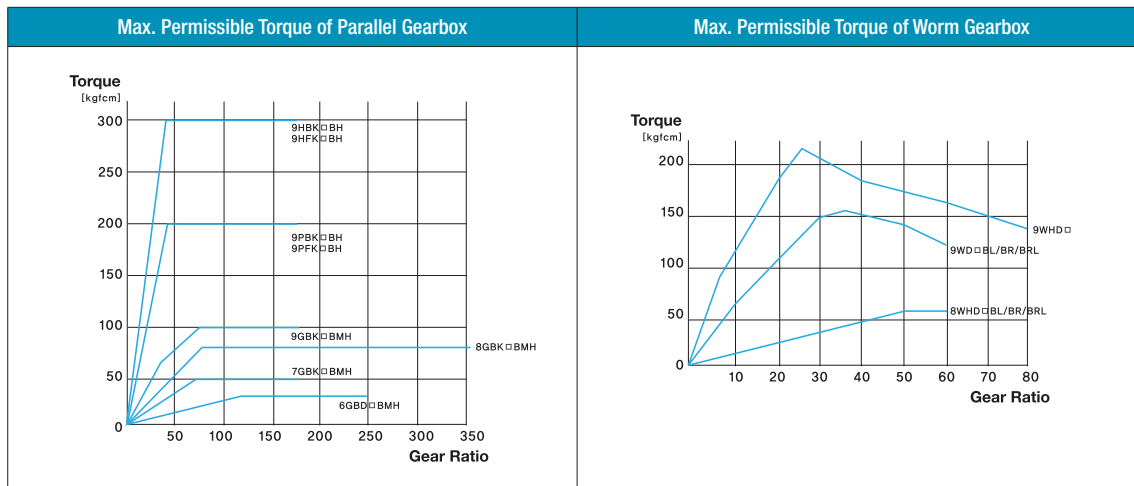 Max. Permissible Torque of Parallel Gearbox
Max. Permissible Torque of Worm Gearbox
Torque
[kgfcm]
300
250
200
150
100
50
0
50 100 150 200 250 300 350
Gear Ratio
9HBK□BH
9HFK□BH
9PBK□BH
9PFK□BH
9GBK□BMH
8GBK□BMH
7GBK□BMH
6GBD□BMH
Torque
[kgfcm]
200
150
100
50
0
10 20 30 40 50 60 70 80
Gear Ratio
9WHD□
9WD□BL/BR/BRL
8WHD□BL/BR/BRL